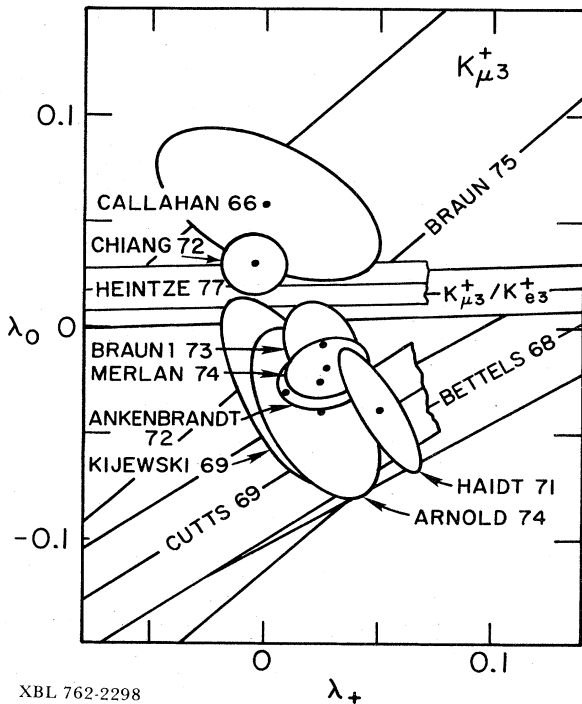 K⁺μ3
0.1
BRAUN 75
CALLAHAN 66
CHIANG 72
HEINTZE 77
K⁺μ3/K⁺e3
λ₀
0
BRAUN 1 73
MERLAN 74
BETTELS 68
ANKENBRANDT
72
KIJEWSKI 69
HAIDT 71
CUTTS 69
ARNOLD 74
-0.1
0
0.1
XBL 762-2298
λ₊